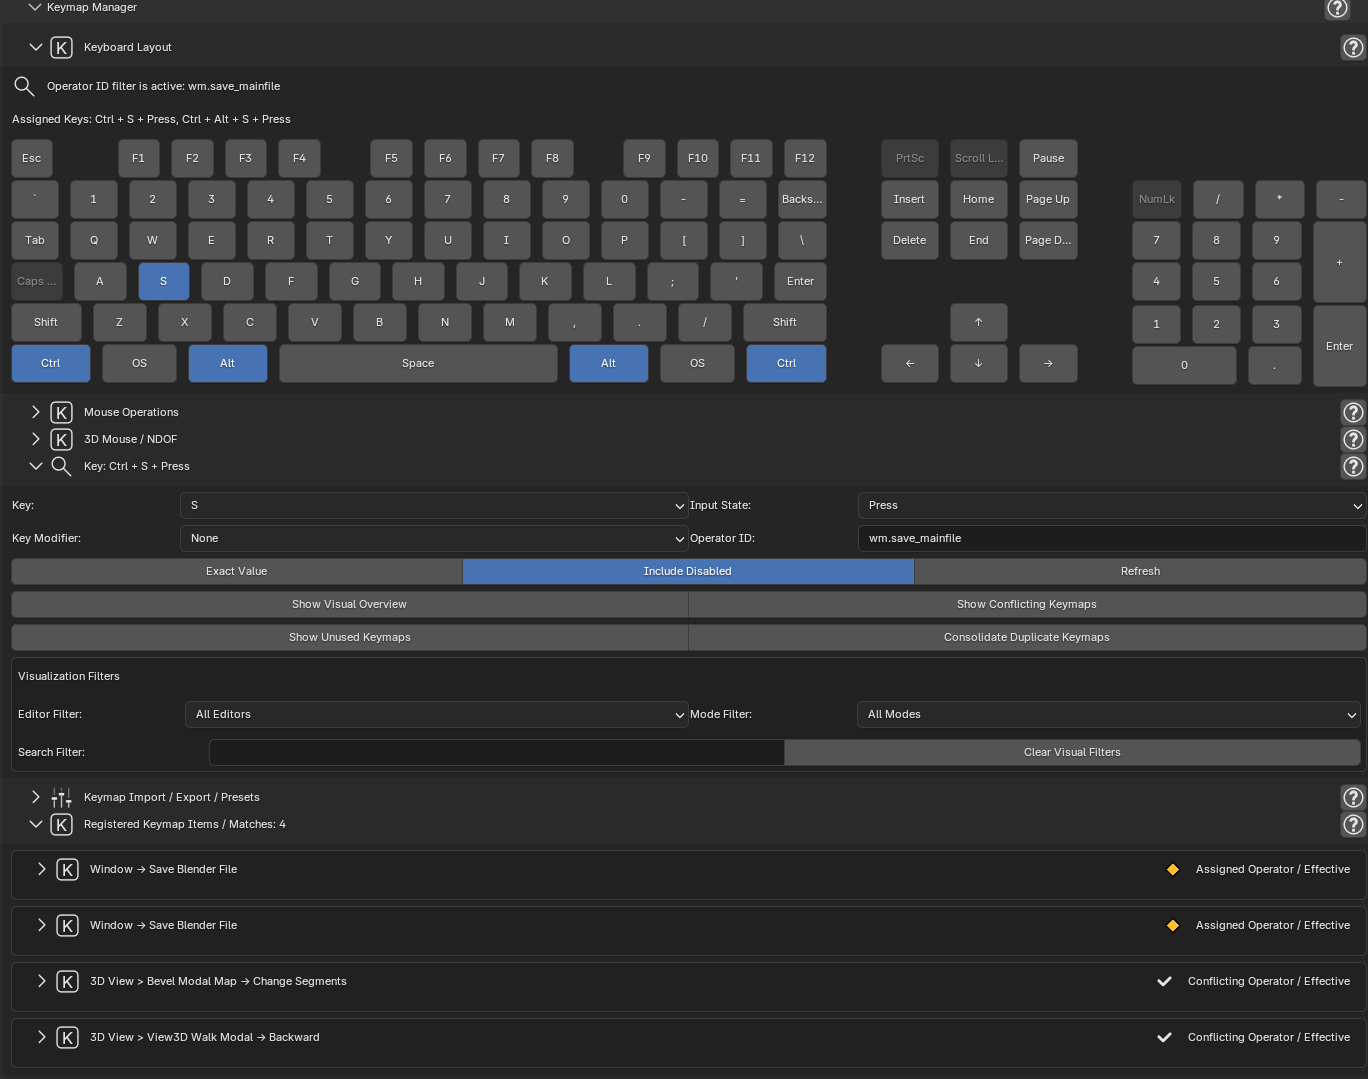 Keymap Manager
Keyboard Layout
Operator ID filter is active: wm.save_mainfile
Assigned Keys: Ctrl + S + Press, Ctrl + Alt + S + Press
Esc F1 F2 F3 F4 F5 F6 F7 F8 F9 F10 F11 F12 PrtSc Scroll L... Pause
` 1 2 3 4 5 6 7 8 9 0 - = Backs... Insert Home Page Up NumLk / * -
Tab Q W E R T Y U I O P [ ] \ Delete End Page D... 7 8 9 +
Caps ... A S D F G H J K L ; ' Enter 4 5 6
Shift Z X C V B N M , . / Shift ↑ 1 2 3 Enter
Ctrl OS Alt Space Alt OS Ctrl ← ↓ → 0 .
Mouse Operations
3D Mouse / NDOF
Key: Ctrl + S + Press
Key: S Input State: Press
Key Modifier: None Operator ID: wm.save_mainfile
Exact Value Include Disabled Refresh
Show Visual Overview Show Conflicting Keymaps
Show Unused Keymaps Consolidate Duplicate Keymaps
Visualization Filters
Editor Filter: All Editors Mode Filter: All Modes
Search Filter: Clear Visual Filters
Keymap Import / Export / Presets
Registered Keymap Items / Matches: 4
Window → Save Blender File Assigned Operator / Effective
Window → Save Blender File Assigned Operator / Effective
3D View > Bevel Modal Map → Change Segments Conflicting Operator / Effective
3D View > View3D Walk Modal → Backward Conflicting Operator / Effective